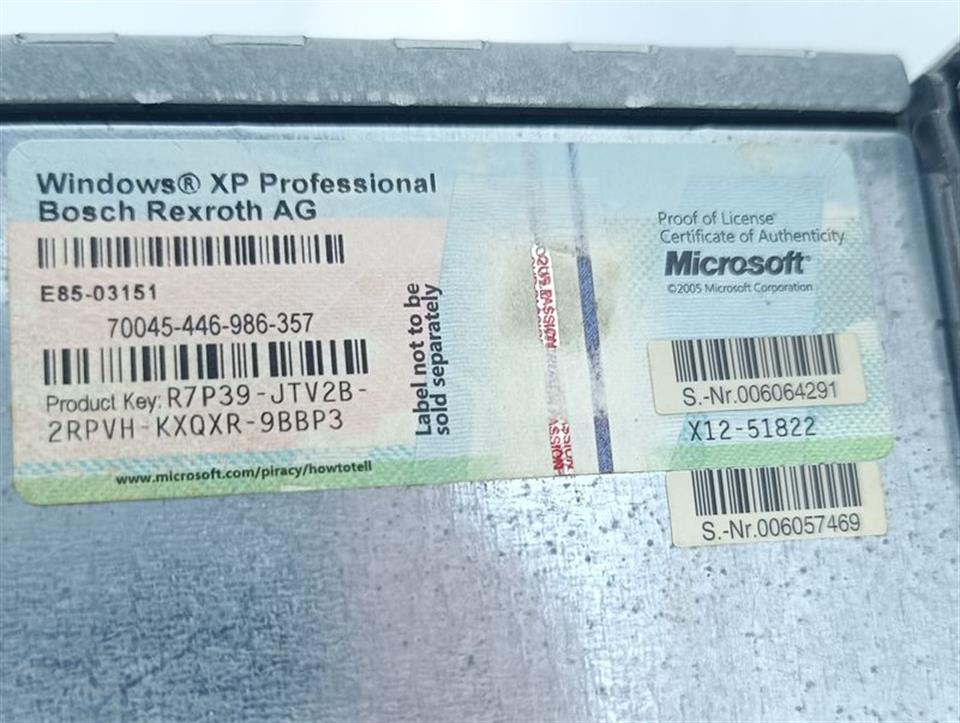 Windows® XP Professional
Bosch Rexroth AG
E85-03151
70045-446-986-357
Product Key: R7P39-JTV2B-
2RPVH-KXQXR-9BBP3
www.microsoft.com/piracy/howtotell
Label not to be
sold separately
PASSION
Proof of License
Certificate of Authenticity
Microsoft®
©2005 Microsoft Corporation
S.-Nr.006064291
X12-51822
S.-Nr.006057469